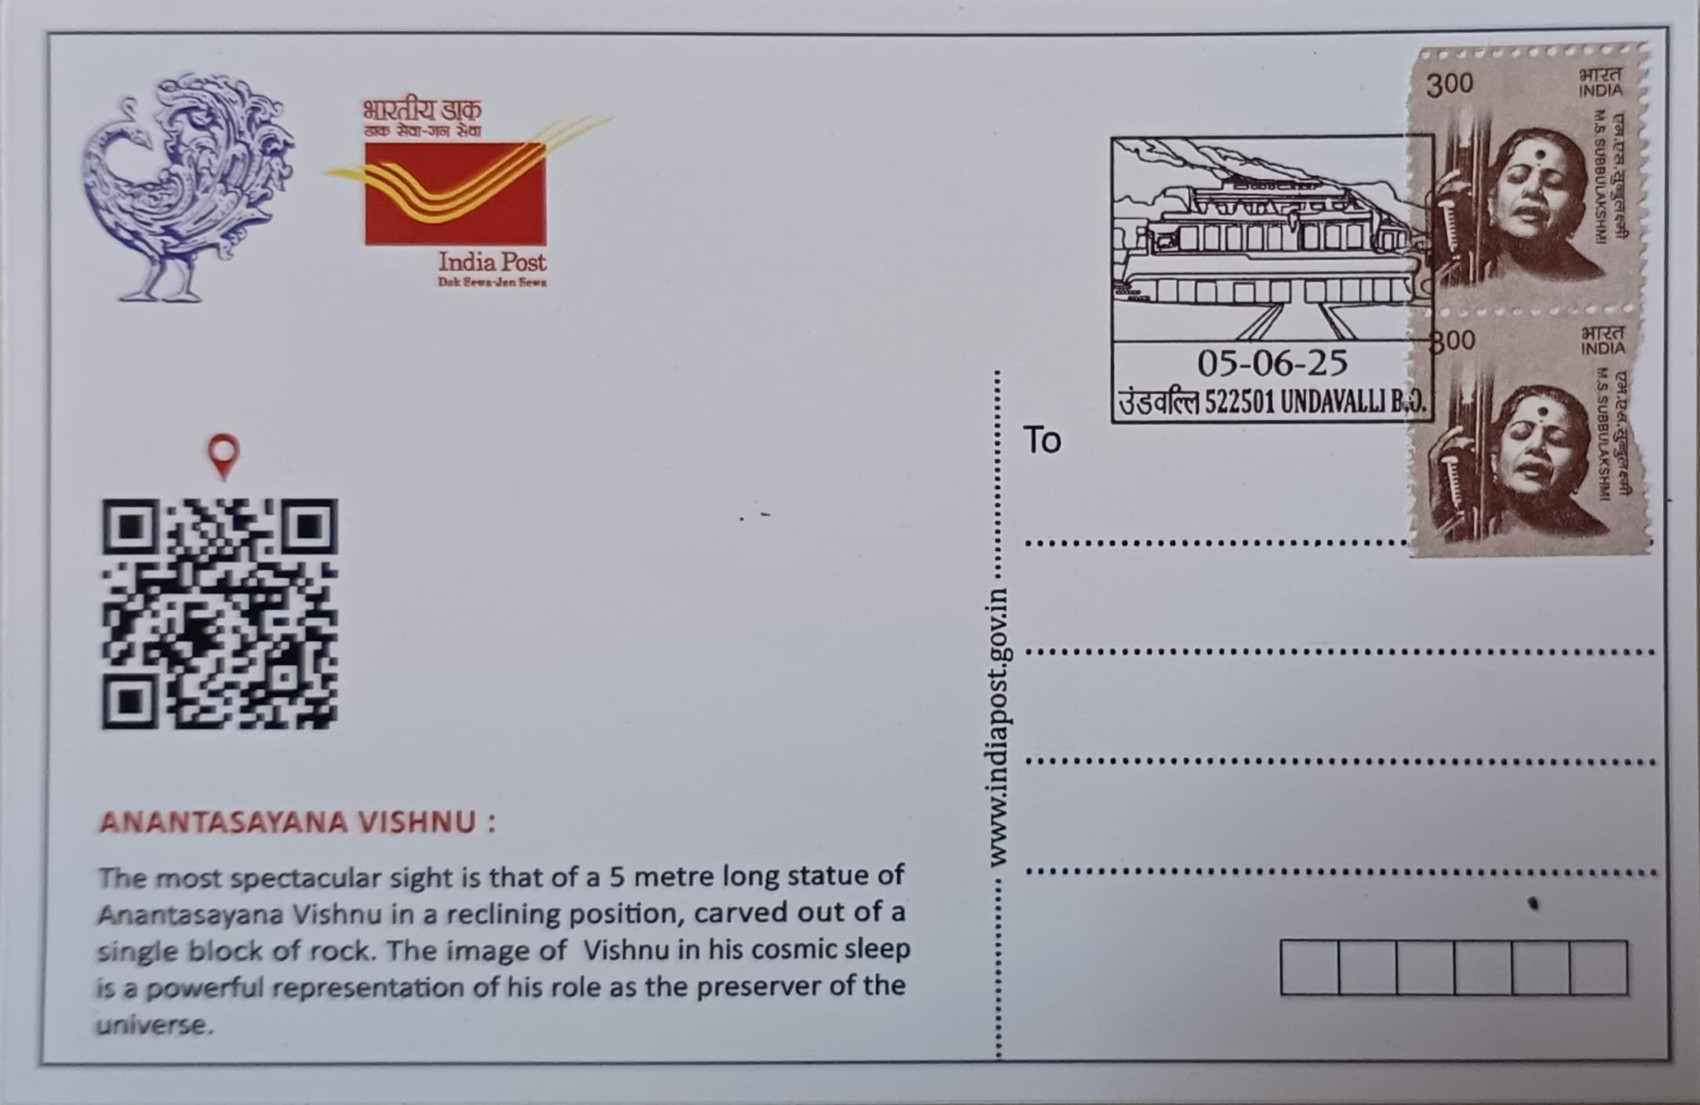 भारतीय डाक
डाक सेवा-जन सेवा
India Post
Dak Sewa-Jan Sewa
300
भारत
INDIA
एम.एस.सुब्बुलक्ष्मी
M.S.SUBBULAKSHMI
300
भारत
INDIA
एम.एस.सुब्बुलक्ष्मी
M.S.SUBBULAKSHMI
05-06-25
उंडवल्लि 522501 UNDAVALLI B.O.
To
www.indiapost.gov.in
ANANTASAYANA VISHNU :
The most spectacular sight is that of a 5 metre long statue of
Anantasayana Vishnu in a reclining position, carved out of a
single block of rock. The image of Vishnu in his cosmic sleep
is a powerful representation of his role as the preserver of the
universe.